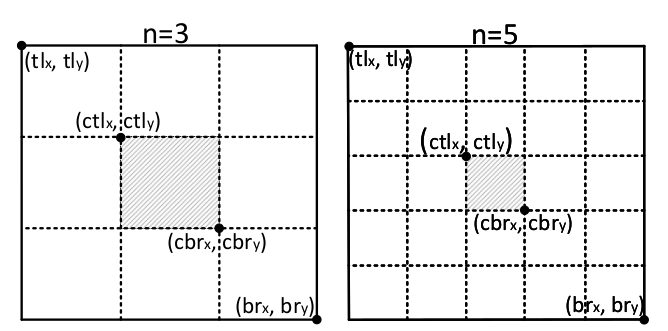 n=3
(tlx, tly)
(ctlx, ctly)
(cbrx, cbry)
(brx, bry)
n=5
(tlx, tly)
(ctlx, ctly)
(cbrx, cbry)
(brx, bry)